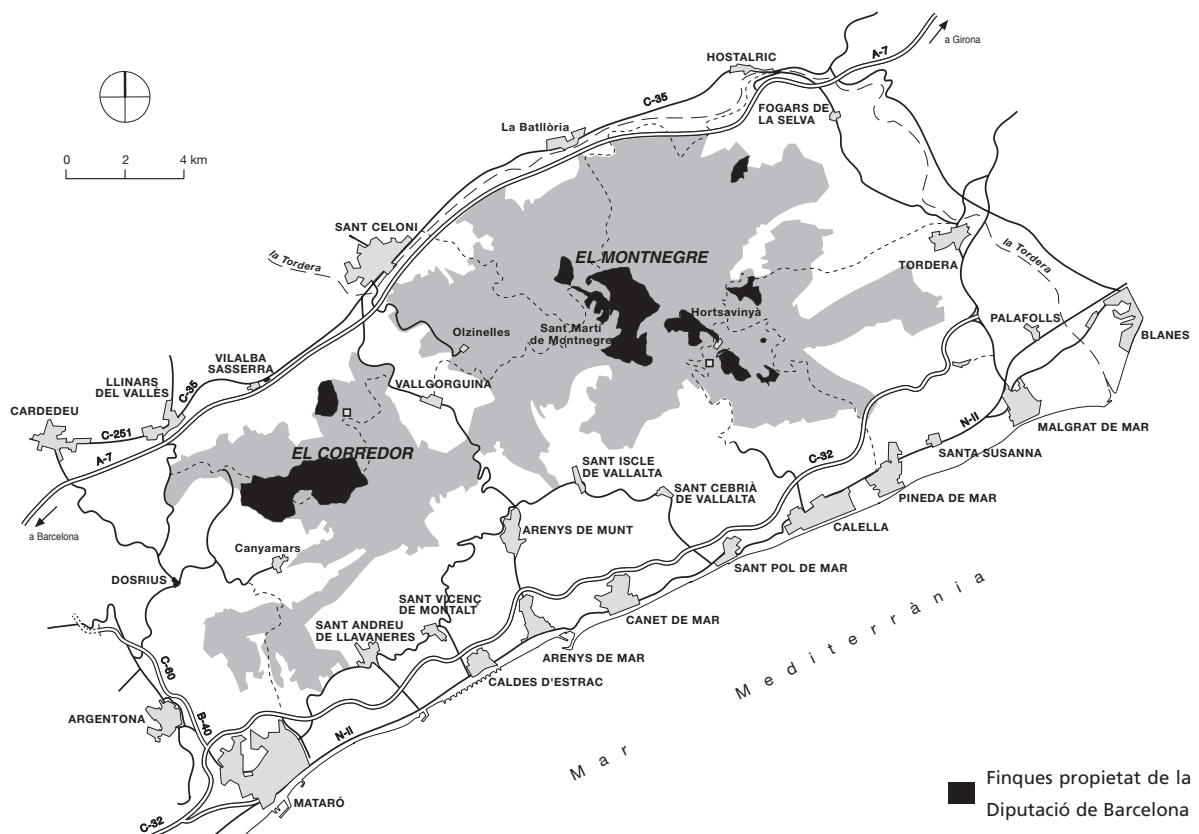 HOSTALRIC
a Girona
A-7
C-35
FOGARS DE
LA SELVA
La Batllòria
0 2 4 km
SANT CELONI
la Tordera
EL MONTNEGRE
TORDERA
la Tordera
Hortsavinyà
Olzinelles
Sant Martí
de Montnegre
PALAFOLLS
BLANES
VILALBA
SASSERRA
LLINARS
DEL VALLÈS
C-35
VALLGORGUINA
CARDEDEU
C-251
A-7
N-II
MALGRAT DE MAR
EL CORREDOR
C-32
SANTA SUSANNA
SANT ISCLE
DE VALLALTA
SANT CEBRIÀ
DE VALLALTA
PINEDA DE MAR
a Barcelona
ARENYS DE MUNT
CALELLA
Canyamars
DOSRIUS
SANT POL DE MAR
SANT VICENÇ
DE MONTALT
CANET DE MAR
SANT ANDREU
DE LLAVANERES
ARENYS DE MAR
C-60
CALDES D'ESTRAC
ARGENTONA
B-40
N-II
Mar Mediterrània
MATARÓ
C-32
Finques propietat de la
Diputació de Barcelona